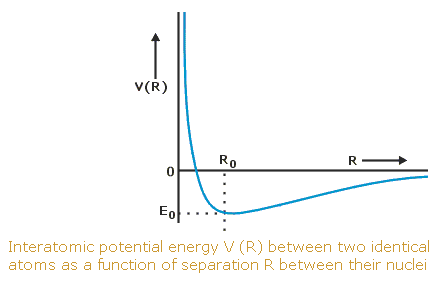 V(R)
R₀
R
0
E₀
Interatomic potential energy V (R) between two identical
atoms as a function of separation R between their nuclei